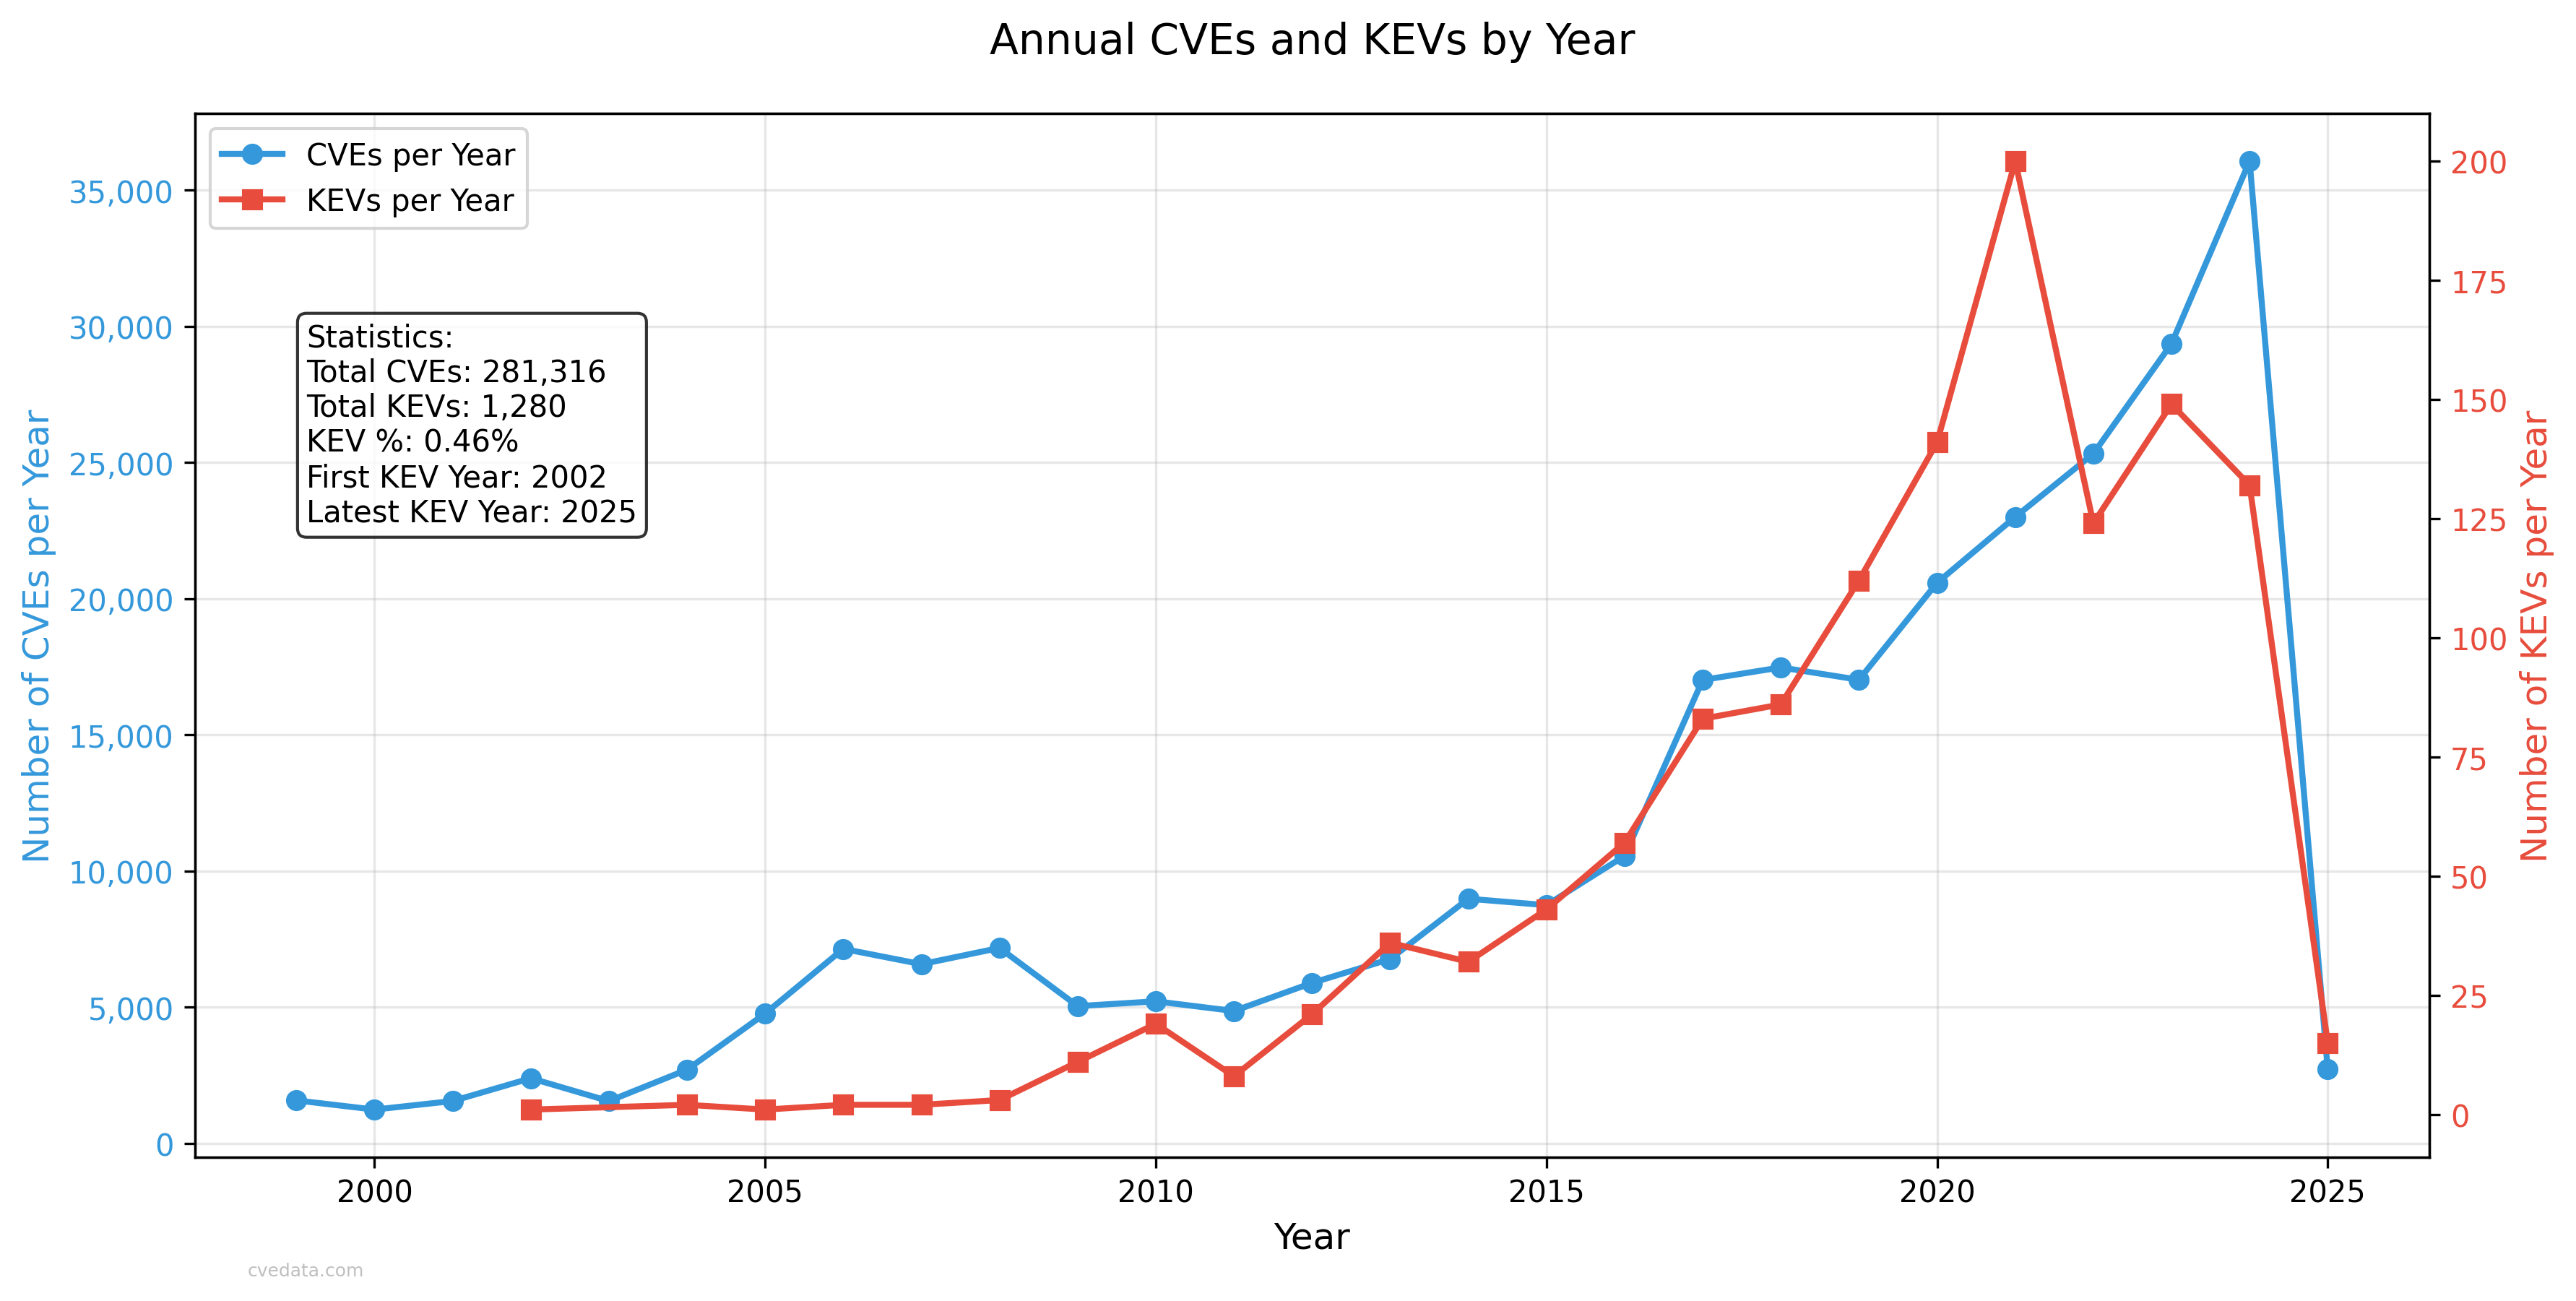 Annual CVEs and KEVs by Year
CVEs per Year
KEVs per Year
Statistics:
Total CVEs: 281,316
Total KEVs: 1,280
KEV %: 0.46%
First KEV Year: 2002
Latest KEV Year: 2025
Number of CVEs per Year
35,000
30,000
25,000
20,000
15,000
10,000
5,000
0
200
175
150
125
100
75
50
25
0
Number of KEVs per Year
2000
2005
2010
2015
2020
2025
Year
cvedata.com